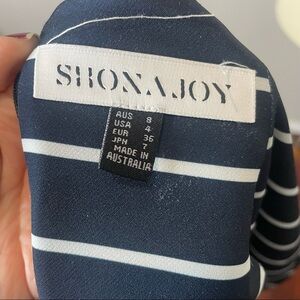 SHONA JOY
AUS 8
USA 4
EUR 36
JPN 7
MADE IN
AUSTRALIA